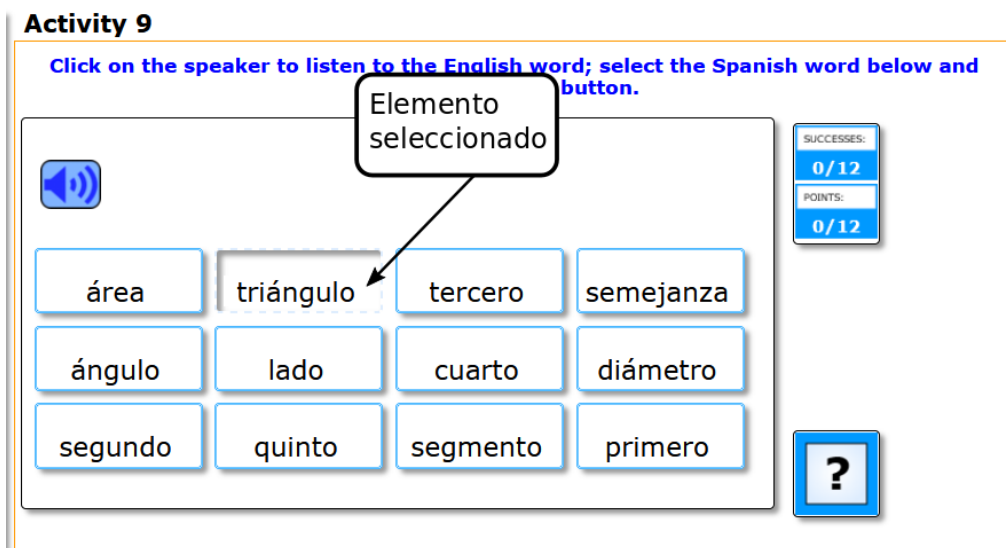 Activity 9
Click on the speaker to listen to the English word; select the Spanish word below and
button.
Elemento
seleccionado
SUCCESSES:
0/12
POINTS:
0/12
área triángulo tercero semejanza
ángulo lado cuarto diámetro
segundo quinto segmento primero
?